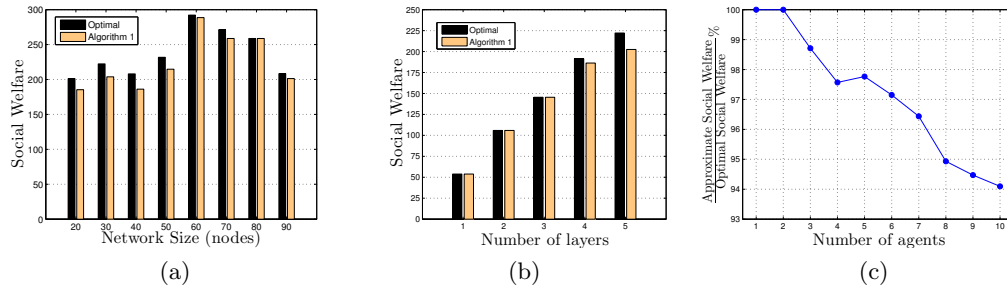 300
250
200
150
100
50
0
Social Welfare
Optimal
Algorithm 1
20 30 40 50 60 70 80 90
Network Size (nodes)
(a)
250
225
200
175
150
125
100
75
50
25
0
Social Welfare
Optimal
Algorithm 1
1 2 3 4 5
Number of layers
(b)
100
99
98
97
96
95
94
93
Approximate Social Welfare
Optimal Social Welfare
%
1 2 3 4 5 6 7 8 9 10
Number of agents
(c)